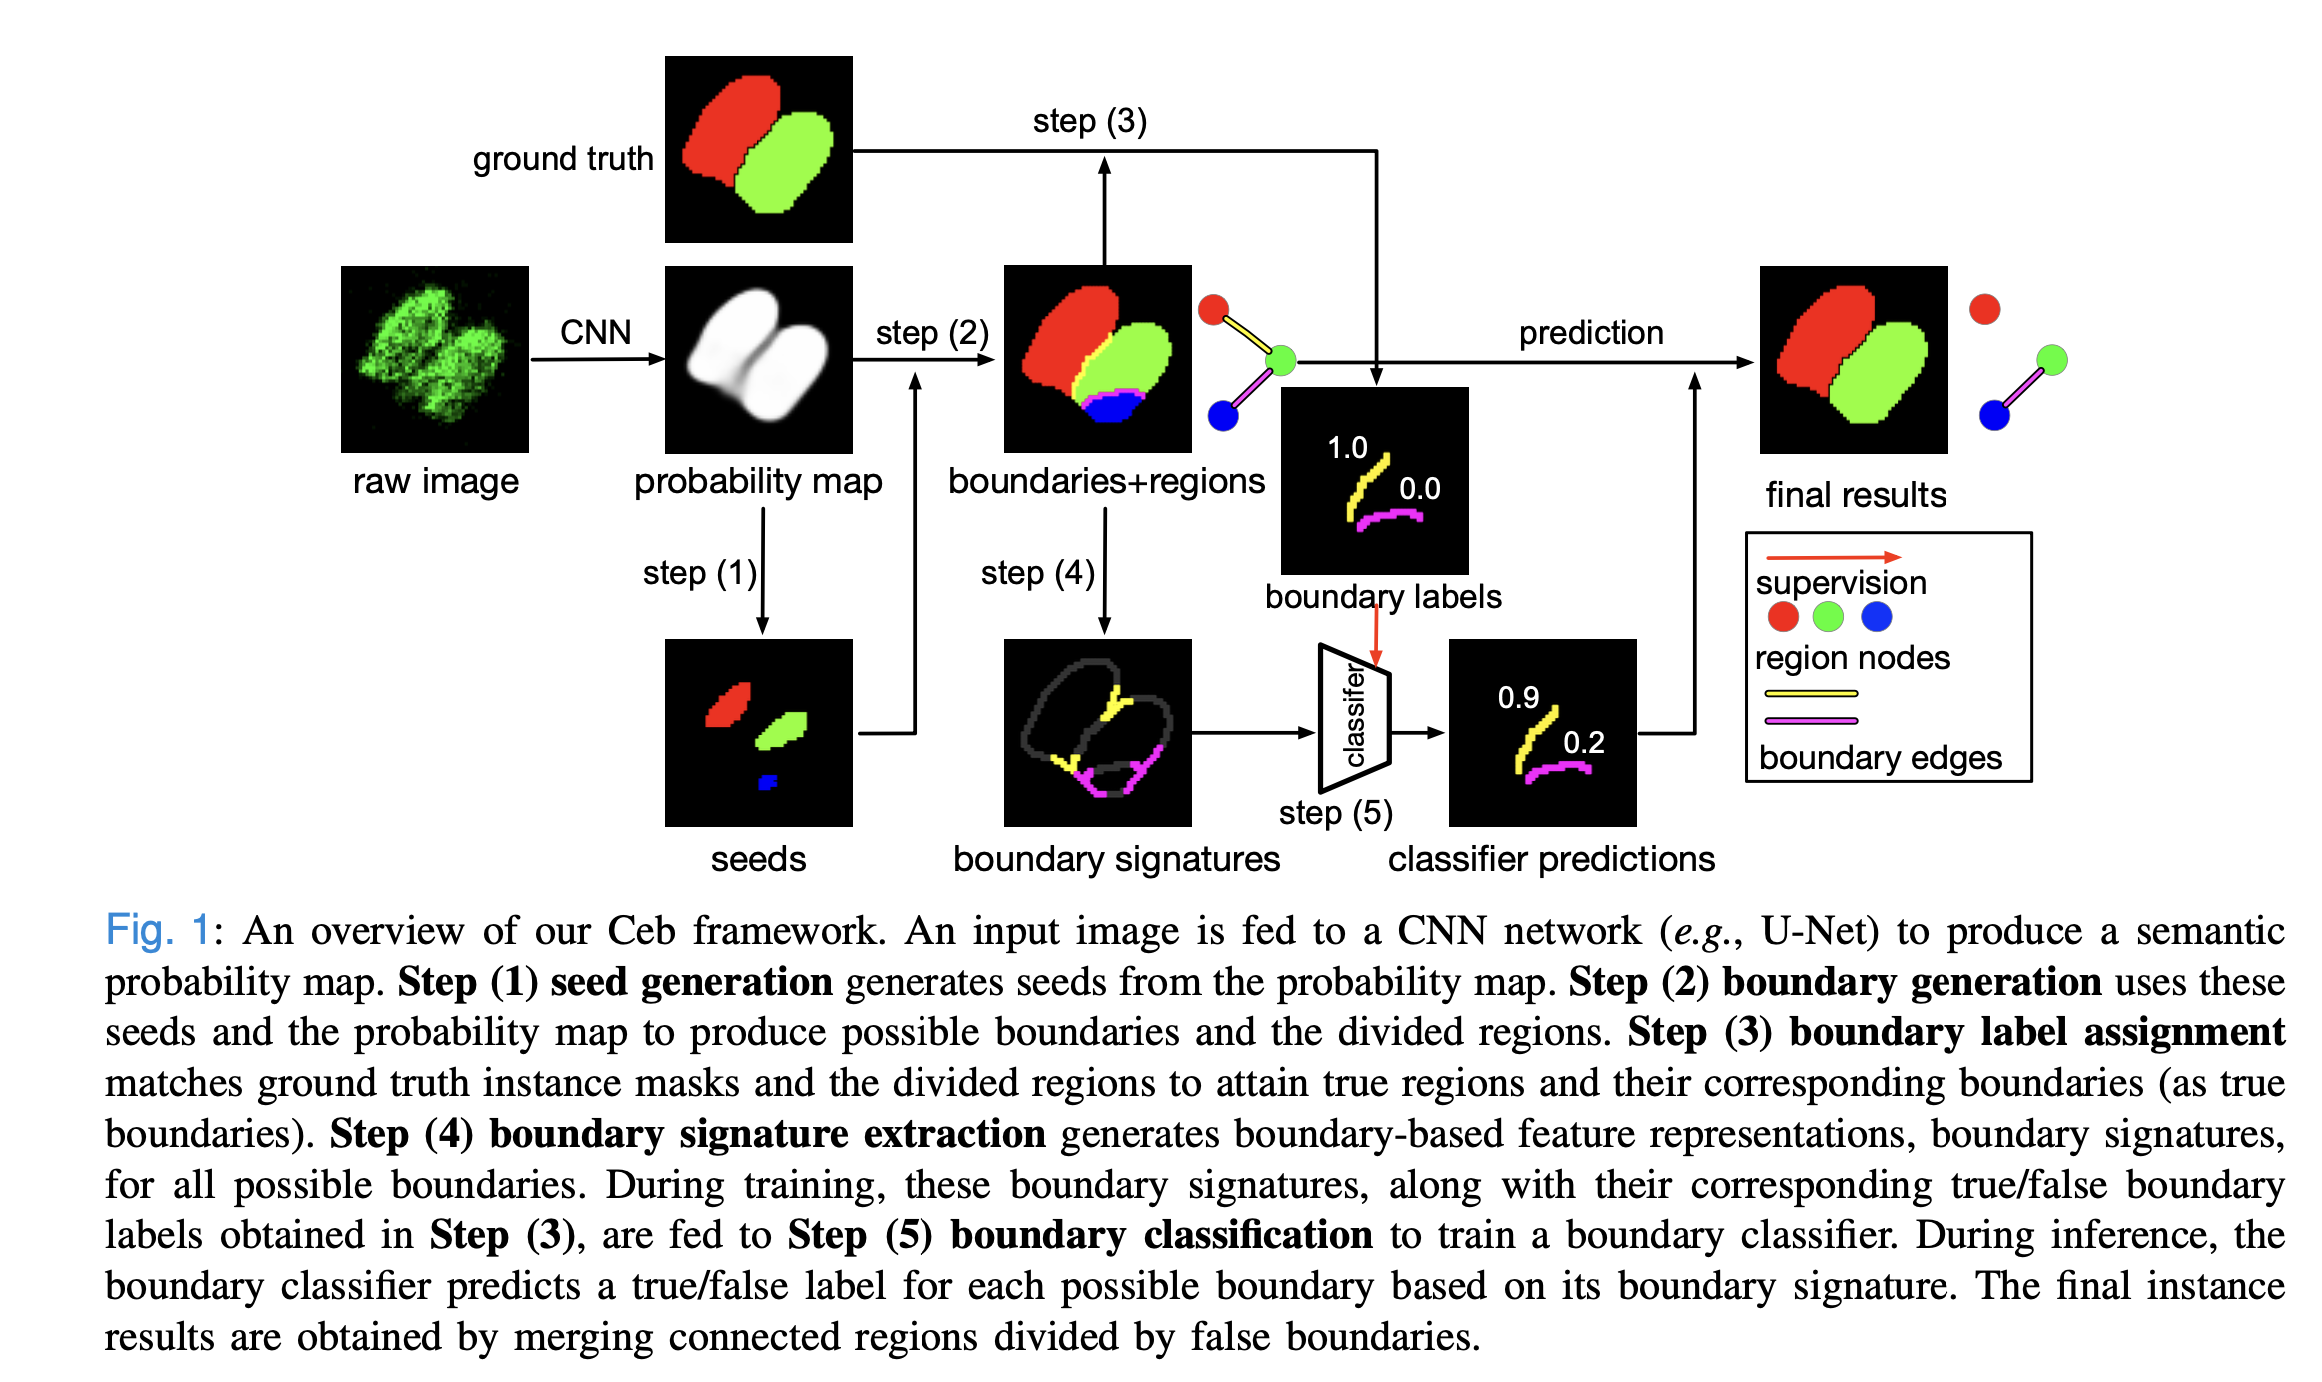 step (3)
ground truth
CNN
step (2)
prediction
1.0
0.0
raw image
probability map
boundaries+regions
final results
step (1)
step (4)
boundary labels
supervision
region nodes
boundary edges
classifer
0.9
0.2
step (5)
seeds
boundary signatures
classifier predictions
Fig. 1: An overview of our Ceb framework. An input image is fed to a CNN network (e.g., U-Net) to produce a semantic
probability map. Step (1) seed generation generates seeds from the probability map. Step (2) boundary generation uses these
seeds and the probability map to produce possible boundaries and the divided regions. Step (3) boundary label assignment
matches ground truth instance masks and the divided regions to attain true regions and their corresponding boundaries (as true
boundaries). Step (4) boundary signature extraction generates boundary-based feature representations, boundary signatures,
for all possible boundaries. During training, these boundary signatures, along with their corresponding true/false boundary
labels obtained in Step (3), are fed to Step (5) boundary classification to train a boundary classifier. During inference, the
boundary classifier predicts a true/false label for each possible boundary based on its boundary signature. The final instance
results are obtained by merging connected regions divided by false boundaries.